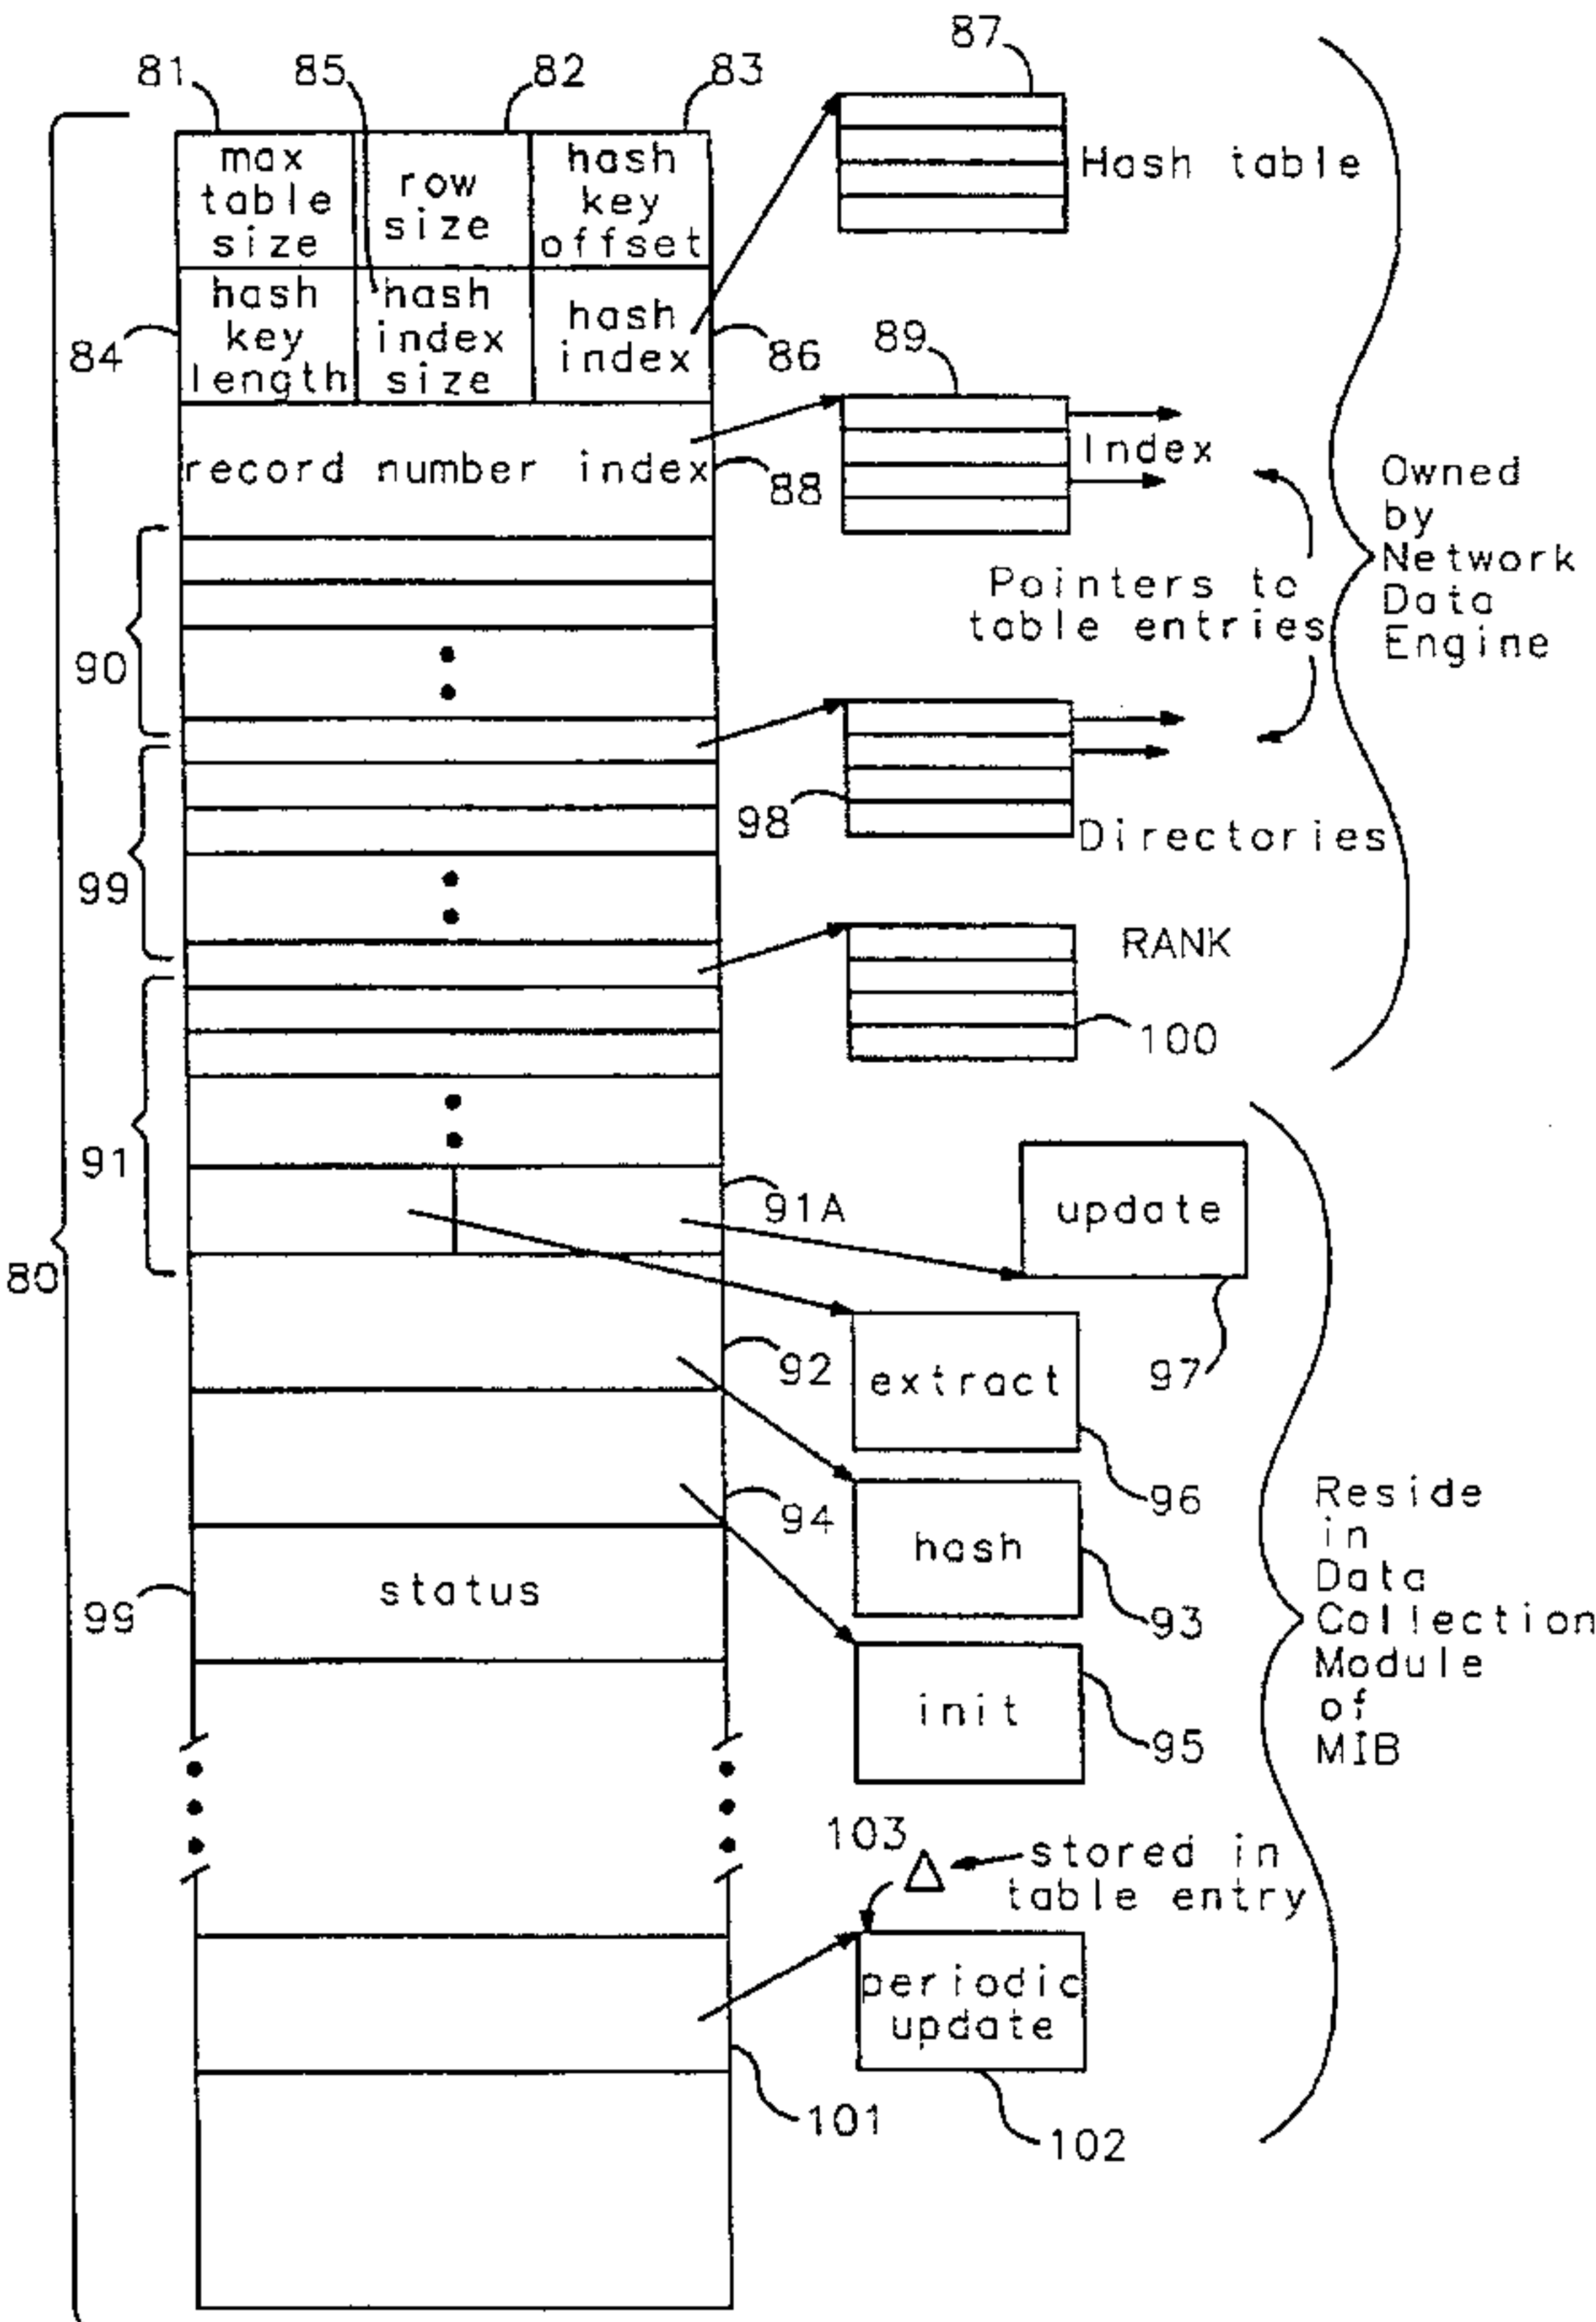 87
81
85
82
83
max
table
size
row
size
hash
key
offset
Hash table
84
hash
key
length
hash
index
size
hash
index
86
89
record number index
88
Index
Owned
by
Network
Data
Engine
Pointers to
table entries
90
98
Directories
99
RANK
100
91
91A
update
80
92
extract
97
96
94
hash
93
Reside
in
Data
Collection
Module
of
MIB
99
status
init
95
103
stored in
table entry
periodic
update
101
102